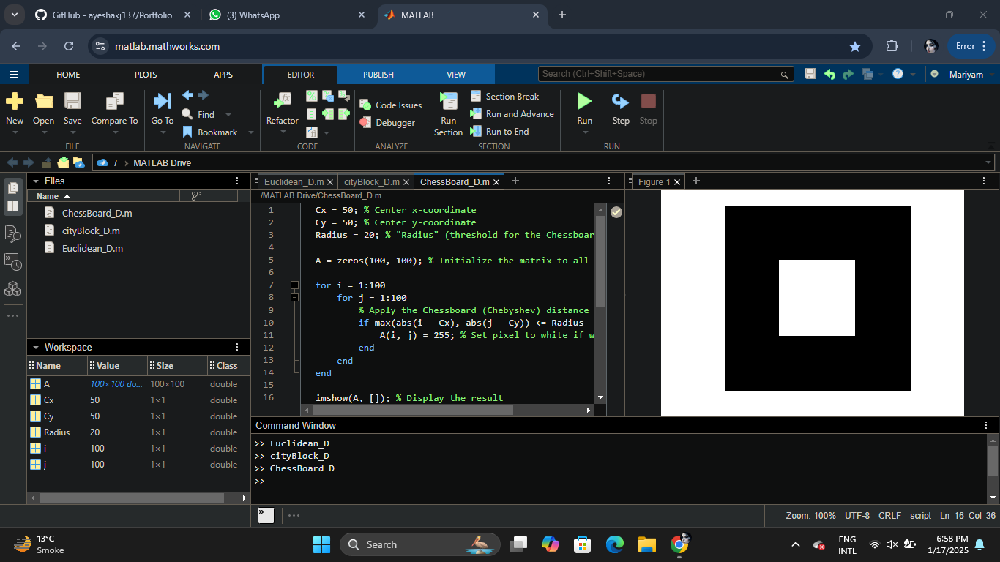 GitHub - ayeshakj137/Portfolio
(3) WhatsApp
MATLAB
matlab.mathworks.com
Error
HOME PLOTS APPS EDITOR PUBLISH VIEW
Search (Ctrl+Shift+Space)
Mariyam
New
Open
Save
Compare To
FILE
Go To
Find
Bookmark
NAVIGATE
Refactor
CODE
Code Issues
Debugger
ANALYZE
Run Section
Section Break
Run and Advance
Run to End
SECTION
Run
Step
Stop
RUN
/ > MATLAB Drive
Files
Name
ChessBoard_D.m
cityBlock_D.m
Euclidean_D.m
Workspace
Name Value Size Class
A 100×100 do... 100×100 double
Cx 50 1×1 double
Cy 50 1×1 double
Radius 20 1×1 double
i 100 1×1 double
j 100 1×1 double
Euclidean_D.m
cityBlock_D.m
ChessBoard_D.m
/MATLAB Drive/ChessBoard_D.m
1 Cx = 50; % Center x-coordinate
2 Cy = 50; % Center y-coordinate
3 Radius = 20; % "Radius" (threshold for the Chessboar
4
5 A = zeros(100, 100); % Initialize the matrix to all
6
7 for i = 1:100
8 for j = 1:100
9 % Apply the Chessboard (Chebyshev) distance
10 if max(abs(i - Cx), abs(j - Cy)) <= Radius
11 A(i, j) = 255; % Set pixel to white if w
12 end
13 end
14 end
15
16 imshow(A, []); % Display the result
Figure 1
Command Window
>> Euclidean_D
>> cityBlock_D
>> ChessBoard_D
>>
Zoom: 100% UTF-8 CRLF script Ln 16 Col 36
13°C
Smoke
Search
ENG
INTL
6:58 PM
1/17/2025